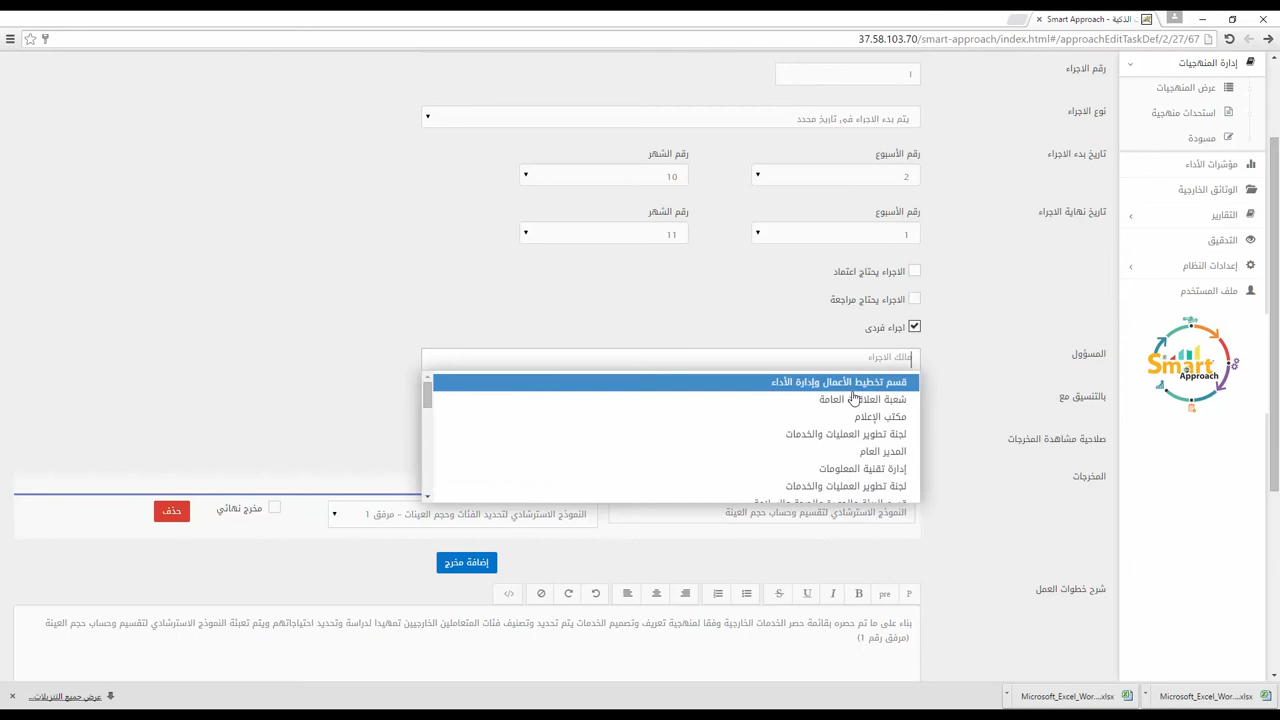 الذكية - Smart Approach
37.58.103.70/smart-approach/index.html#/approachEditTaskDef/2/27/67
إدارة المنهجيات
عرض المنهجيات
استحداث منهجية
مسودة
مؤشرات الأداء
الوثائق الخارجية
التقارير
التدقيق
إعدادات النظام
ملف المستخدم
Smart
Approach
رقم الاجراء
1
نوع الاجراء
يتم بدء الاجراء في تاريخ محدد
تاريخ بدء الاجراء
رقم الأسبوع
رقم الشهر
2
10
تاريخ نهاية الاجراء
رقم الأسبوع
رقم الشهر
1
11
الاجراء يحتاج اعتماد
الاجراء يحتاج مراجعة
اجراء فردى
المسؤول
مالك الاجراء
قسم تخطيط الأعمال وإدارة الأداء
شعبة العلاقات العامة
مكتب الإعلام
لجنة تطوير العمليات والخدمات
المدير العام
إدارة تقنية المعلومات
لجنة تطوير العمليات والخدمات
بالتنسيق مع
صلاحية مشاهدة المخرجات
المخرجات
النموذج الاسترشادي لتقسيم وحساب حجم العينة
النموذج الاسترشادي لتحديد الفئات وحجم العينات - مرفق 1
مخرج نهائي
حذف
إضافة مخرج
شرح خطوات العمل
P
pre
B
I
U
S
</>
بناء على ما تم حصره بقائمة حصر الخدمات الخارجية وفقا لمنهجية تعريف وتصميم الخدمات يتم تحديد وتصنيف فئات المتعاملين الخارجيين تمهيدا لدراسة وتحديد احتياجاتهم ويتم تعبئة النموذج الاسترشادي لتقسيم وحساب حجم العينة
(مرفق رقم 1)
Microsoft_Excel_Wor....xlsx
Microsoft_Excel_Wor....xlsx
عرض جميع التنزيلات...